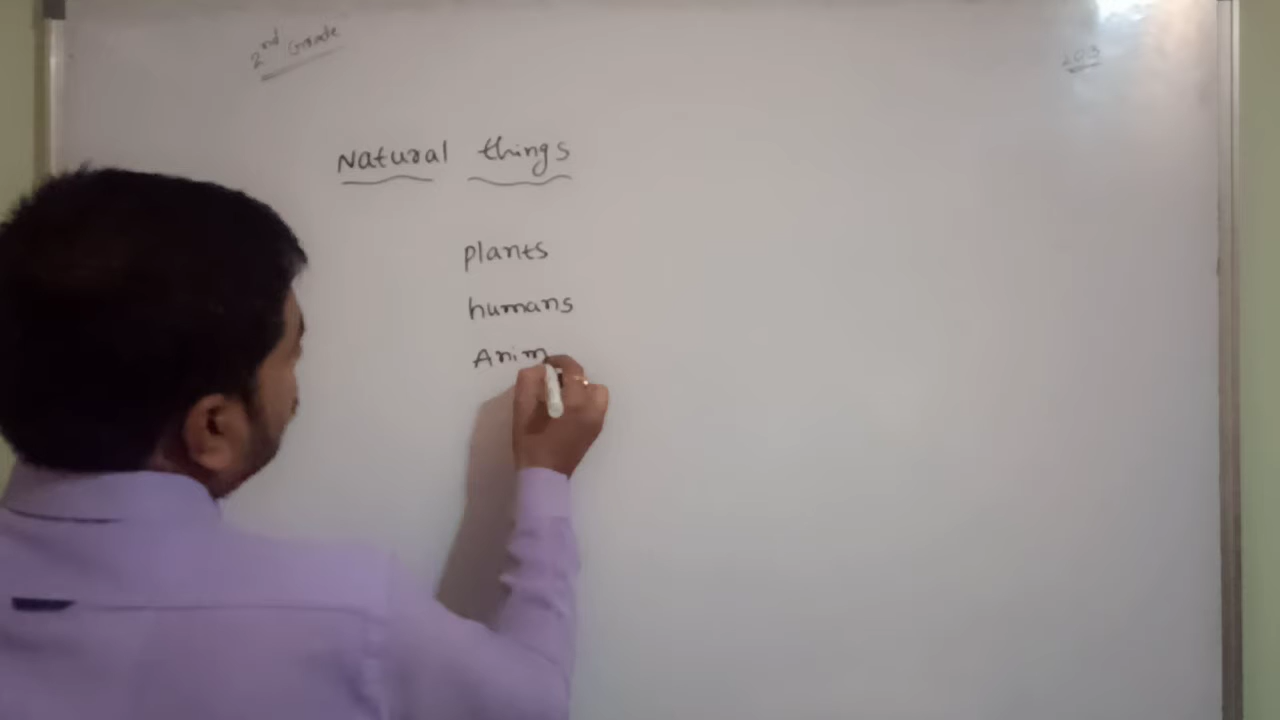 2nd Grade
Natural things
plants
humans
Anim